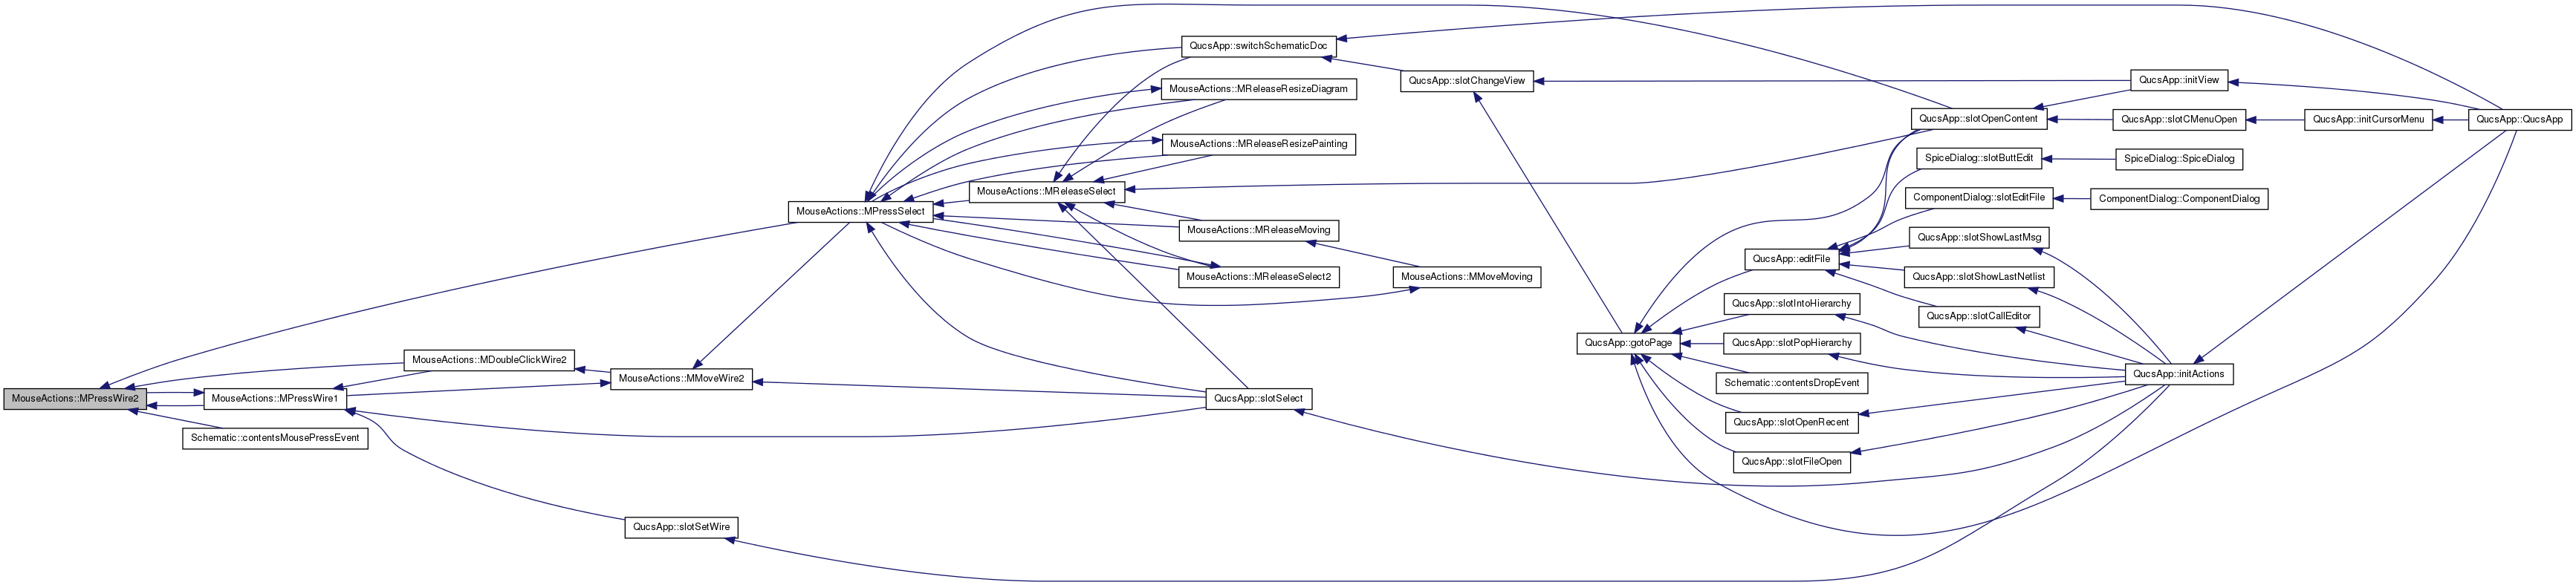 MouseActions::MPressWire2
MouseActions::MPressWire1
Schematic::contentsMousePressEvent
MouseActions::MDoubleClickWire2
MouseActions::MMoveWire2
QucsApp::slotSetWire
MouseActions::MPressSelect
MouseActions::MReleaseSelect
QucsApp::switchSchematicDoc
MouseActions::MReleaseResizeDiagram
MouseActions::MReleaseResizePainting
MouseActions::MReleaseMoving
MouseActions::MReleaseSelect2
QucsApp::slotSelect
QucsApp::slotChangeView
MouseActions::MMoveMoving
QucsApp::gotoPage
QucsApp::editFile
QucsApp::slotIntoHierarchy
QucsApp::slotPopHierarchy
Schematic::contentsDropEvent
QucsApp::slotOpenRecent
QucsApp::slotFileOpen
QucsApp::slotOpenContent
SpiceDialog::slotButtEdit
ComponentDialog::slotEditFile
QucsApp::slotShowLastMsg
QucsApp::slotShowLastNetlist
QucsApp::slotCallEditor
QucsApp::initView
QucsApp::slotCMenuOpen
SpiceDialog::SpiceDialog
ComponentDialog::ComponentDialog
QucsApp::initActions
QucsApp::initCursorMenu
QucsApp::QucsApp